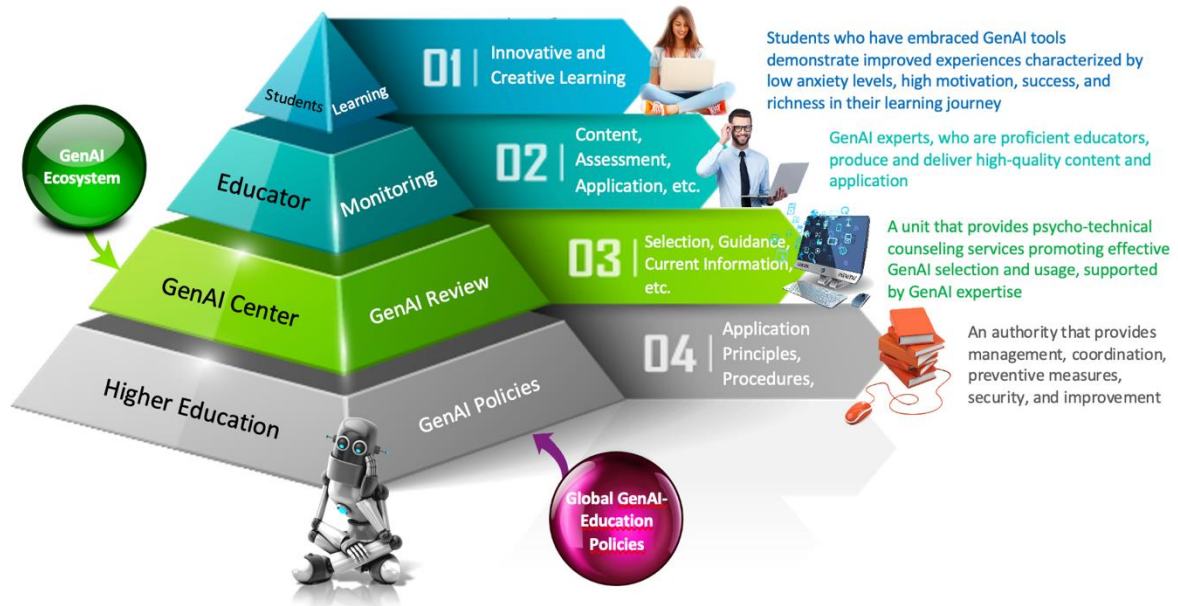 01
Innovative and
Creative Learning
Students who have embraced GenAI tools
demonstrate improved experiences characterized by
low anxiety levels, high motivation, success, and
richness in their learning journey
Students
Learning
02
Content,
Assessment,
Application, etc.
GenAI experts, who are proficient educators,
produce and deliver high-quality content and
application
GenAI
Ecosystem
Educator
Monitoring
03
Selection, Guidance,
Current Information,
etc.
A unit that provides psycho-technical
counseling services promoting effective
GenAI selection and usage, supported
by GenAI expertise
GenAI Center
GenAI Review
04
Application
Principles,
Procedures,
An authority that provides
management, coordination,
preventive measures,
security, and improvement
Higher Education
GenAI Policies
Global GenAI-
Education
Policies